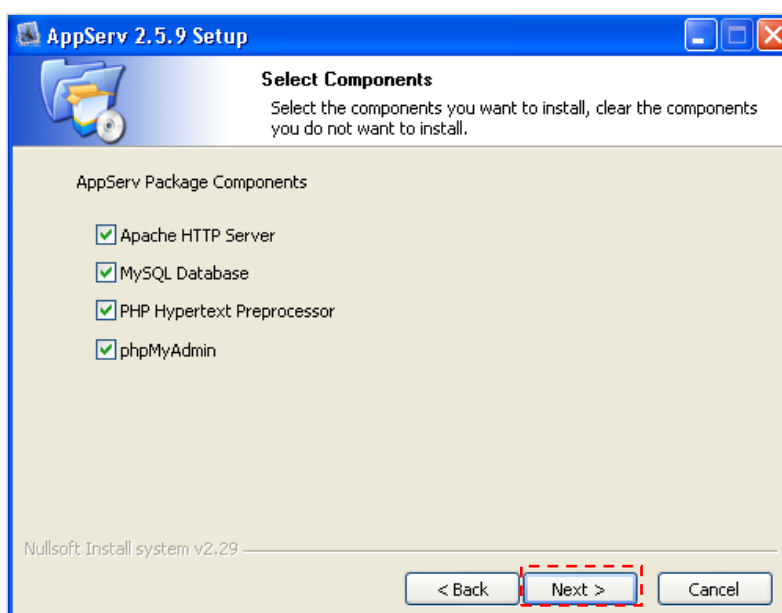 AppServ 2.5.9 Setup
Select Components
Select the components you want to install, clear the components
you do not want to install.
AppServ Package Components
Apache HTTP Server
MySQL Database
PHP Hypertext Preprocessor
phpMyAdmin
Nullsoft Install system v2.29
< Back
Next >
Cancel